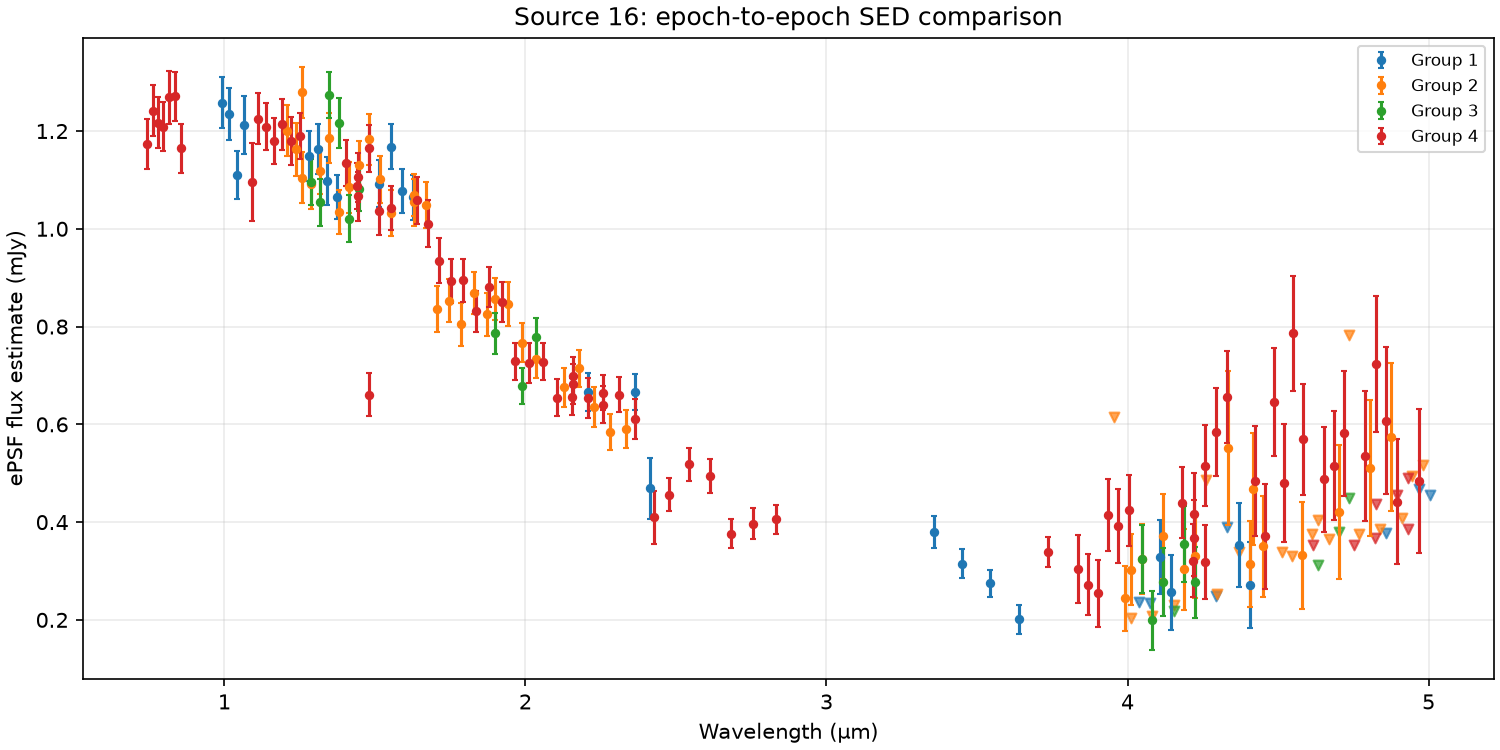 Source 16: epoch-to-epoch SED comparison
ePSF flux estimate (mJy)
1.2
1.0
0.8
0.6
0.4
0.2
Group 1
Group 2
Group 3
Group 4
1 2 3 4 5
Wavelength (μm)